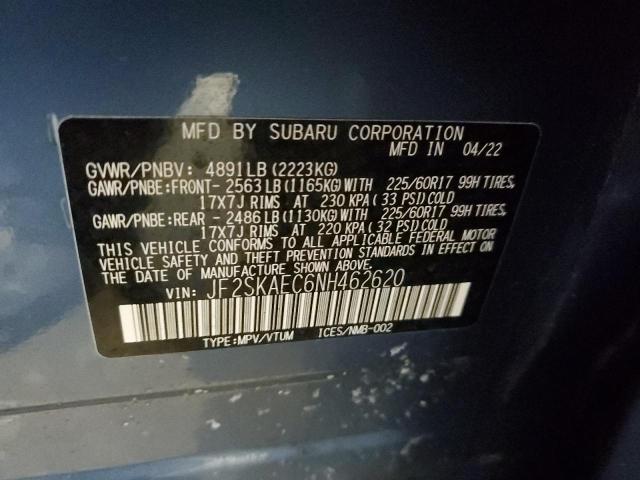 MFD BY SUBARU CORPORATION
MFD IN 04/22
GVWR/PNBV: 4891LB(2223KG)
GAWR/PNBE:FRONT- 2563LB(1165KG)WITH 225/60R17 99H TIRES,
17X7J RIMS AT 230 KPA(33 PSI)COLD
GAWR/PNBE:REAR - 2486LB(1130KG)WITH 225/60R17 99H TIRES,
17X7J RIMS AT 220 KPA(32 PSI)COLD
THIS VEHICLE CONFORMS TO ALL APPLICABLE FEDERAL MOTOR
VEHICLE SAFETY AND THEFT PREVENTION STANDARDS IN EFFECT ON
THE DATE OF MANUFACTURE SHOWN ABOVE.
VIN: JF2SKAEC6NH462620
TYPE:MPV/VTUM ICES/NMB-002